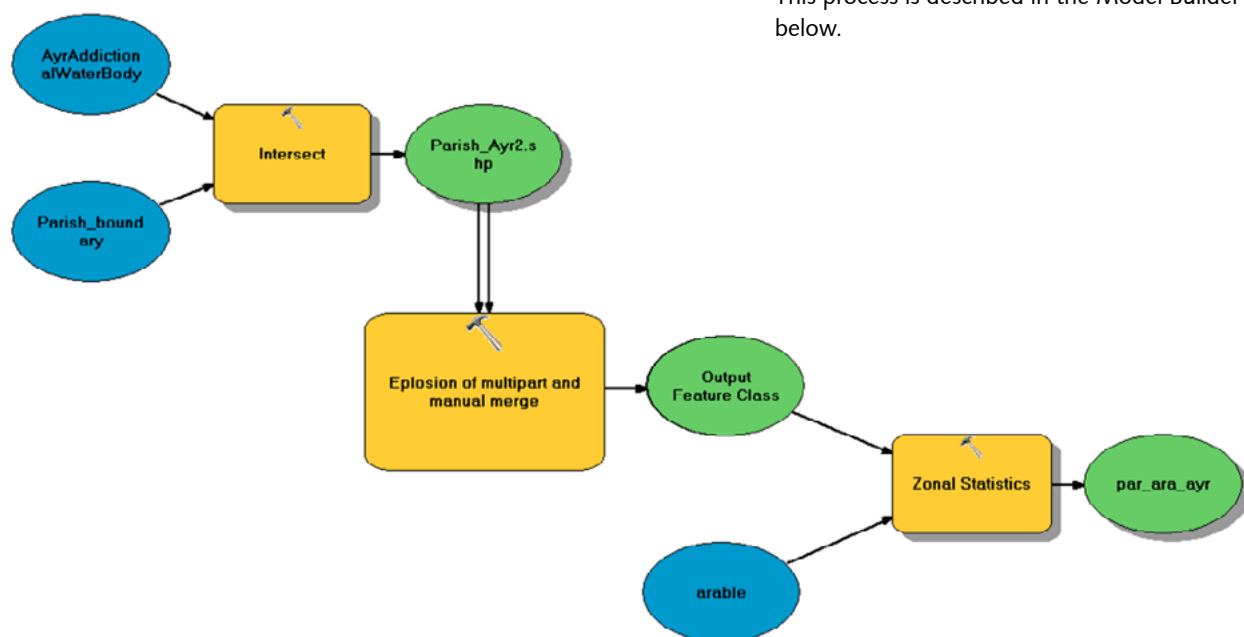 This process is described in the Model Builder
below.
AyrAddiction
alWaterBody
Intersect
Parish_Ayr2.s
hp
Parish_bound
ary
Eplosion of multipart and
manual merge
Output
Feature Class
Zonal Statistics
par_ara_ayr
arable